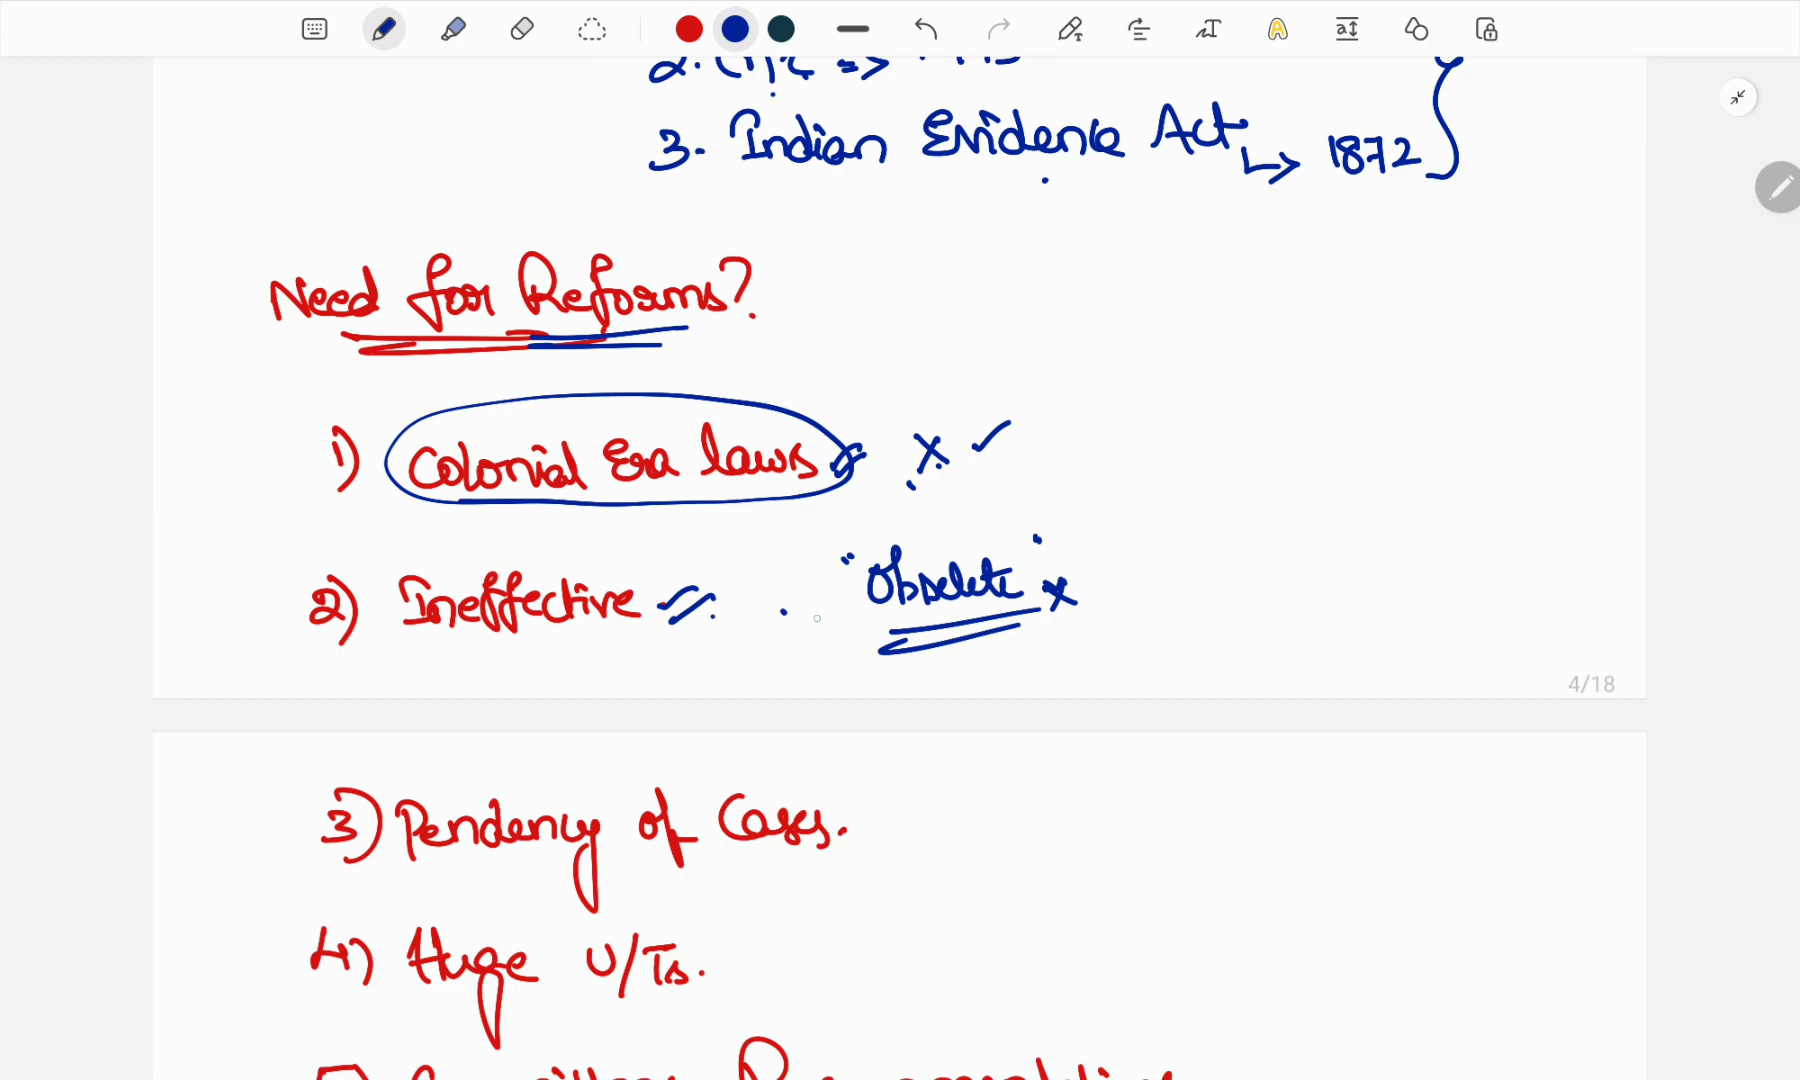 3. Indian Evidence Act → 1872
Need for Reforms?
1) Colonial Era laws
"Obselete"
2) Ineffective
4/18
3) Pendency of Cases.
4) Huge U/Ts.